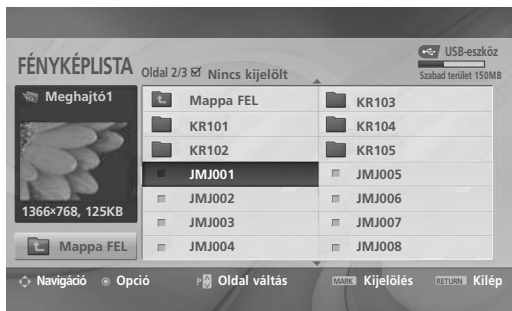 USB-eszköz
FÉNYKÉPLISTA Oldal 2/3 Nincs kijelölt Szabad terület 150MB
Meghajtó1
Mappa FEL KR103
KR101 KR104
KR102 KR105
JMJ001 JMJ005
JMJ002 JMJ006
JMJ003 JMJ007
JMJ004 JMJ008
1366×768, 125KB
Mappa FEL
Navigáció Opció P Oldal váltás MARK Kijelölés RETURN Kilép